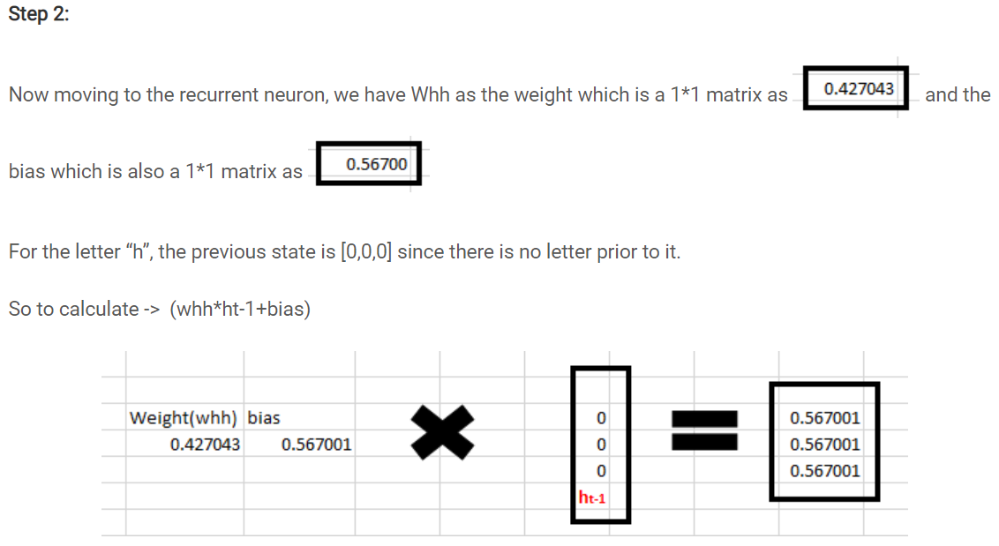 Step 2:
Now moving to the recurrent neuron, we have Whh as the weight which is a 1*1 matrix as 0.427043 and the
bias which is also a 1*1 matrix as 0.56700
For the letter “h”, the previous state is [0,0,0] since there is no letter prior to it.
So to calculate -> (whh*ht-1+bias)
Weight(whh) bias 0 0.567001
0.427043 0.567001 0 0.567001
0 0.567001
ht-1